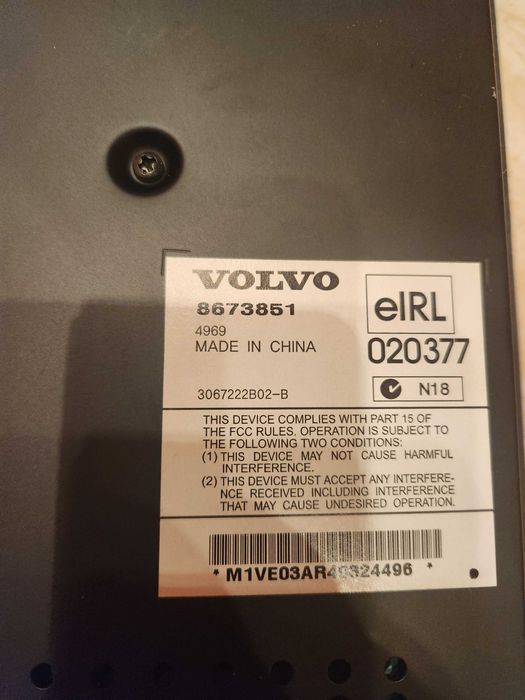 VOLVO
8673851
4969
MADE IN CHINA
eIRL
020377
3067222B02-B
N18
THIS DEVICE COMPLIES WITH PART 15 OF
THE FCC RULES. OPERATION IS SUBJECT TO
THE FOLLOWING TWO CONDITIONS:
(1) THIS DEVICE MAY NOT CAUSE HARMFUL
INTERFERENCE.
(2) THIS DEVICE MUST ACCEPT ANY INTERFERE-
NCE RECEIVED INCLUDING INTERFERENCE
THAT MAY CAUSE UNDESIRED OPERATION.